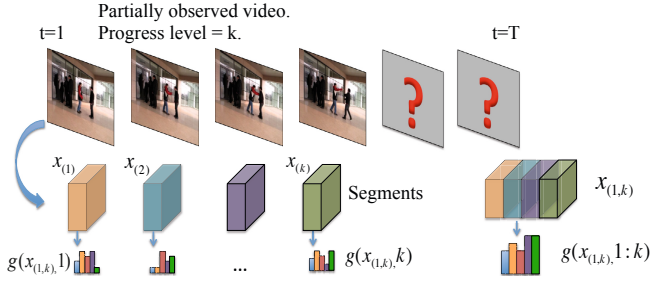 Partially observed video.
t=1 Progress level = k. t=T
? ?
x(1) x(2) x(k) x(1,k)
Segments
g(x(1,k),1) ... g(x(1,k),k) g(x(1,k),1:k)